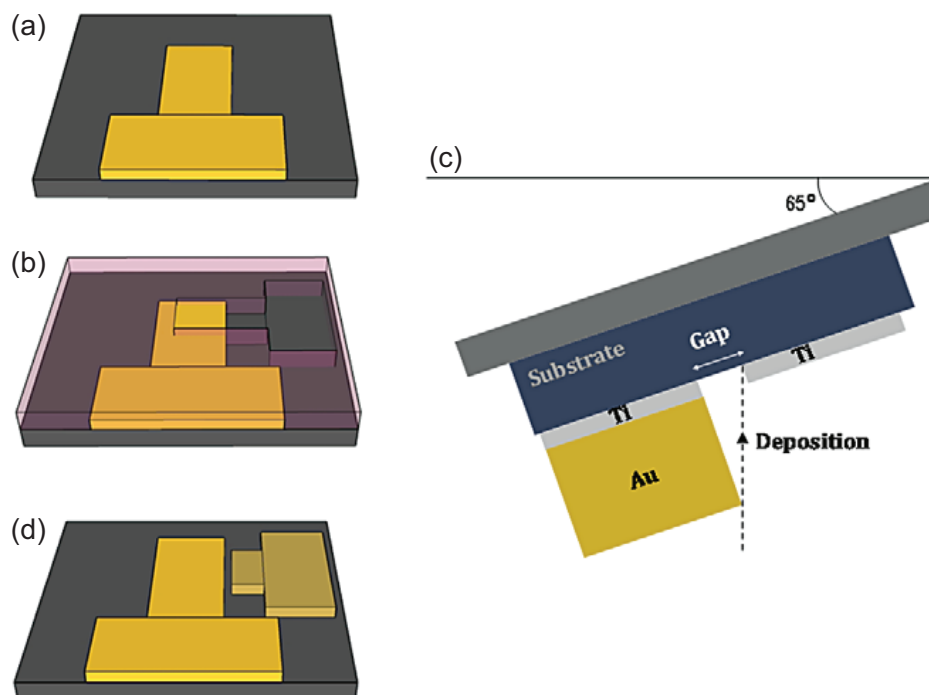 (a)
(b)
(d)
(c)
65°
Substrate
Gap
Ti
Ti
Au
Deposition